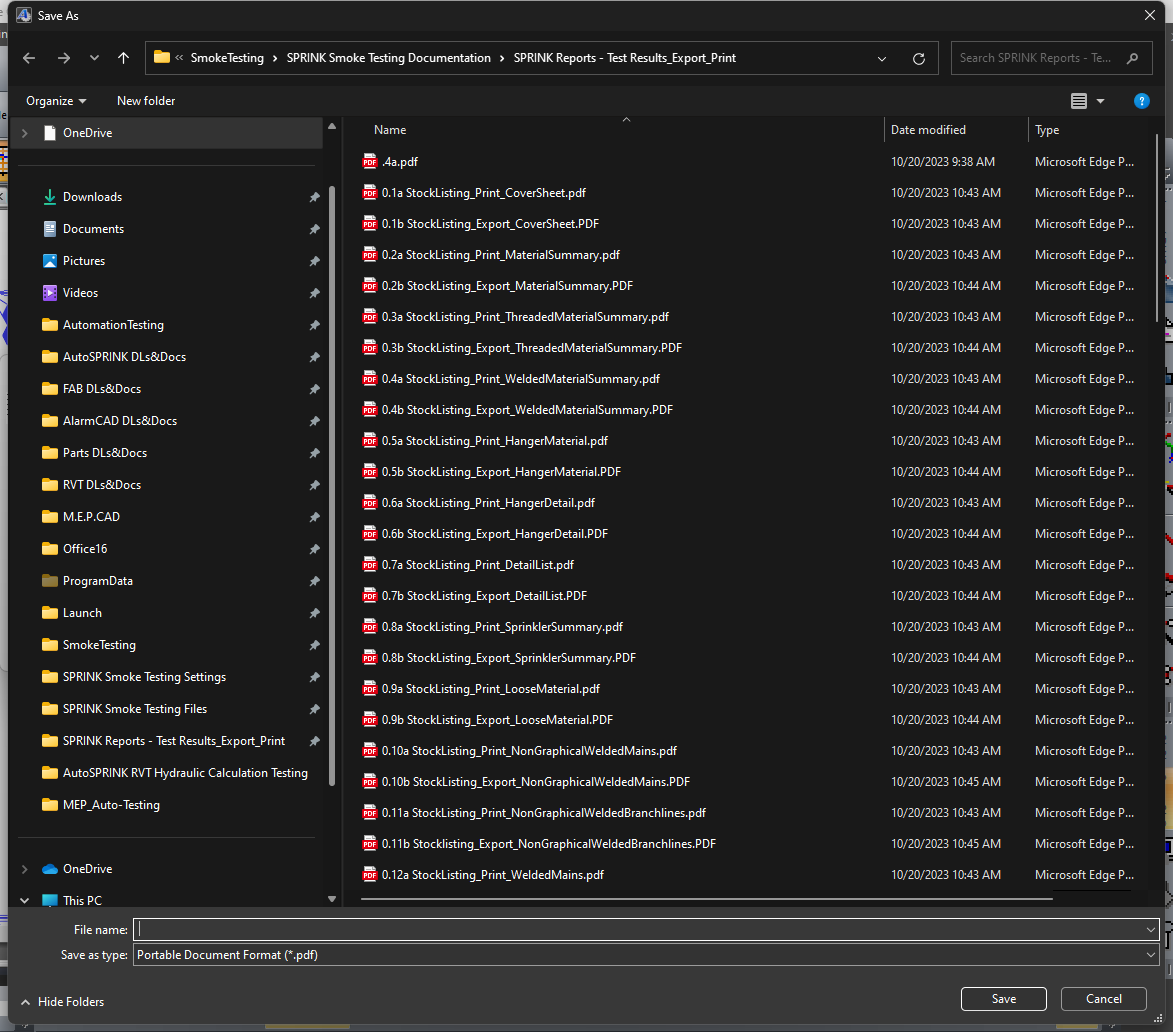 Save As
« SmokeTesting › SPRINK Smoke Testing Documentation › SPRINK Reports - Test Results_Export_Print
Search SPRINK Reports - Te...
Organize
New folder
?
OneDrive
Downloads
Documents
Pictures
Videos
AutomationTesting
AutoSPRINK DLs&Docs
FAB DLs&Docs
AlarmCAD DLs&Docs
Parts DLs&Docs
RVT DLs&Docs
M.E.P.CAD
Office16
ProgramData
Launch
SmokeTesting
SPRINK Smoke Testing Settings
SPRINK Smoke Testing Files
SPRINK Reports - Test Results_Export_Print
AutoSPRINK RVT Hydraulic Calculation Testing
MEP_Auto-Testing
OneDrive
This PC
Name Date modified Type
.4a.pdf 10/20/2023 9:38 AM Microsoft Edge P...
0.1a StockListing_Print_CoverSheet.pdf 10/20/2023 10:43 AM Microsoft Edge P...
0.1b StockListing_Export_CoverSheet.PDF 10/20/2023 10:43 AM Microsoft Edge P...
0.2a StockListing_Print_MaterialSummary.pdf 10/20/2023 10:43 AM Microsoft Edge P...
0.2b StockListing_Export_MaterialSummary.PDF 10/20/2023 10:44 AM Microsoft Edge P...
0.3a StockListing_Print_ThreadedMaterialSummary.pdf 10/20/2023 10:43 AM Microsoft Edge P...
0.3b StockListing_Export_ThreadedMaterialSummary.PDF 10/20/2023 10:44 AM Microsoft Edge P...
0.4a StockListing_Print_WeldedMaterialSummary.pdf 10/20/2023 10:43 AM Microsoft Edge P...
0.4b StockListing_Export_WeldedMaterialSummary.PDF 10/20/2023 10:44 AM Microsoft Edge P...
0.5a StockListing_Print_HangerMaterial.pdf 10/20/2023 10:43 AM Microsoft Edge P...
0.5b StockListing_Export_HangerMaterial.PDF 10/20/2023 10:44 AM Microsoft Edge P...
0.6a StockListing_Print_HangerDetail.pdf 10/20/2023 10:43 AM Microsoft Edge P...
0.6b StockListing_Export_HangerDetail.PDF 10/20/2023 10:44 AM Microsoft Edge P...
0.7a StockListing_Print_DetailList.pdf 10/20/2023 10:43 AM Microsoft Edge P...
0.7b StockListing_Export_DetailList.PDF 10/20/2023 10:44 AM Microsoft Edge P...
0.8a StockListing_Print_SprinklerSummary.pdf 10/20/2023 10:43 AM Microsoft Edge P...
0.8b StockListing_Export_SprinklerSummary.PDF 10/20/2023 10:44 AM Microsoft Edge P...
0.9a StockListing_Print_LooseMaterial.pdf 10/20/2023 10:43 AM Microsoft Edge P...
0.9b StockListing_Export_LooseMaterial.PDF 10/20/2023 10:44 AM Microsoft Edge P...
0.10a StockListing_Print_NonGraphicalWeldedMains.pdf 10/20/2023 10:43 AM Microsoft Edge P...
0.10b StockListing_Export_NonGraphicalWeldedMains.PDF 10/20/2023 10:45 AM Microsoft Edge P...
0.11a StockListing_Print_NonGraphicalWeldedBranchlines.pdf 10/20/2023 10:43 AM Microsoft Edge P...
0.11b Stocklisting_Export_NonGraphicalWeldedBranchlines.PDF 10/20/2023 10:45 AM Microsoft Edge P...
0.12a StockListing_Print_WeldedMains.pdf 10/20/2023 10:43 AM Microsoft Edge P...
File name:
Save as type: Portable Document Format (*.pdf)
Hide Folders
Save
Cancel